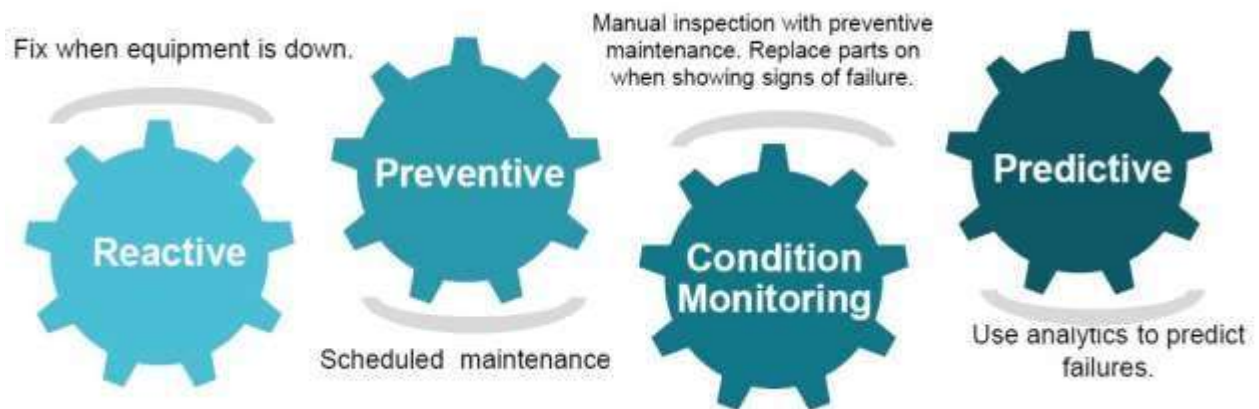 Fix when equipment is down.
Reactive
Preventive
Scheduled maintenance
Manual inspection with preventive
maintenance. Replace parts on
when showing signs of failure.
Condition
Monitoring
Predictive
Use analytics to predict
failures.